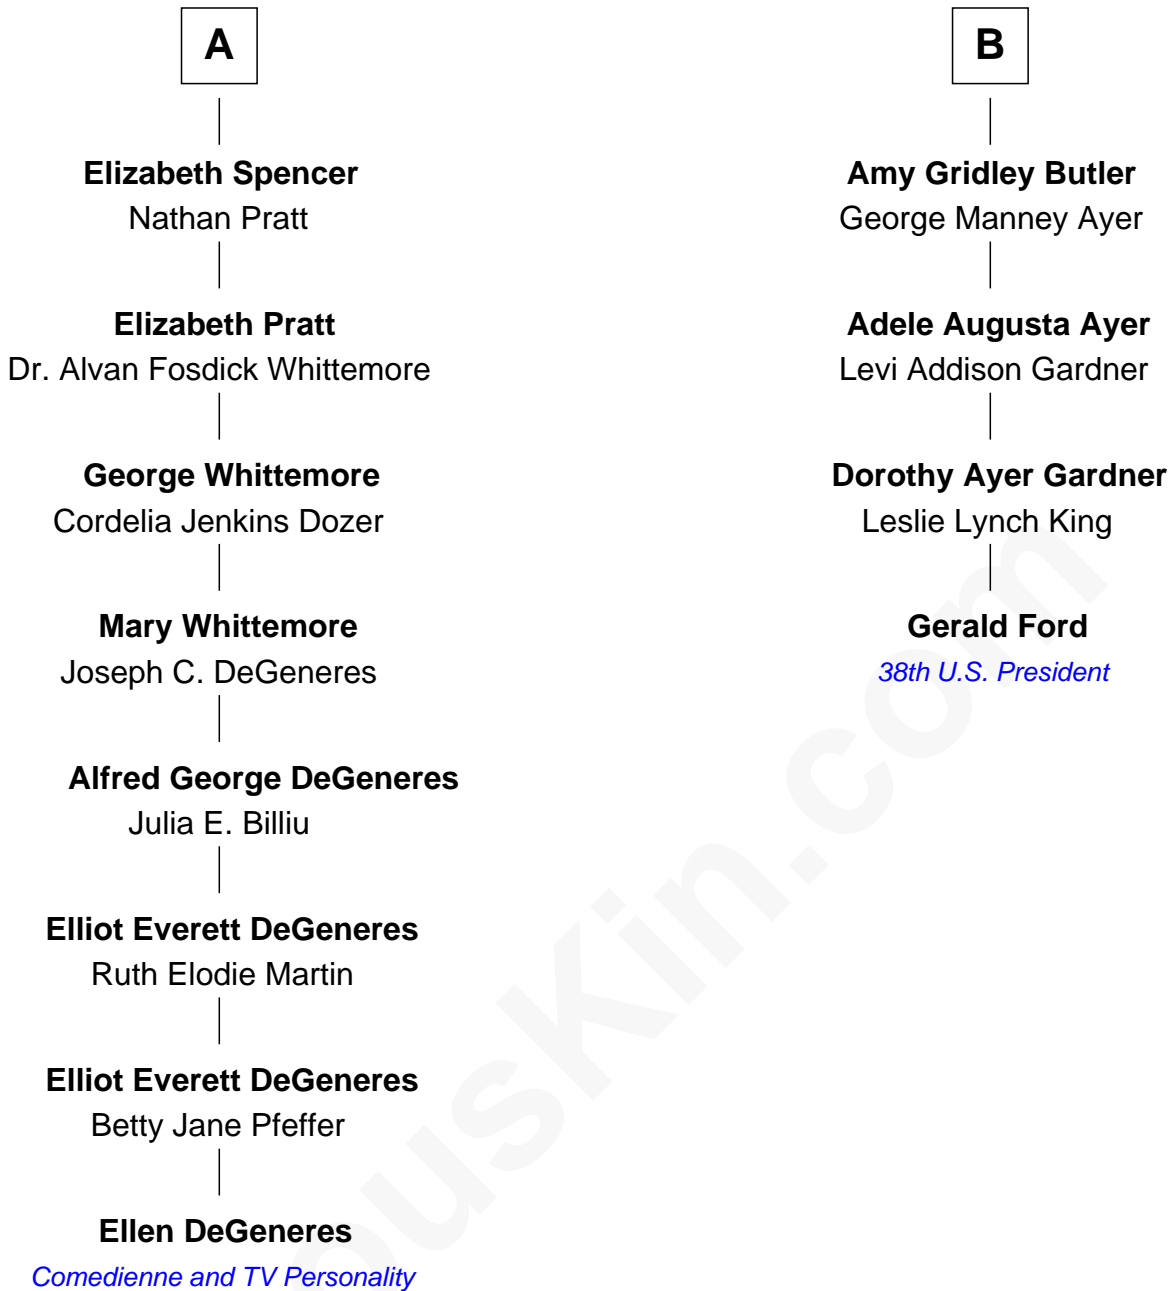 A
Elizabeth Spencer
Nathan Pratt
Elizabeth Pratt
Dr. Alvan Fosdick Whittemore
George Whittemore
Cordelia Jenkins Dozer
Mary Whittemore
Joseph C. DeGeneres
Alfred George DeGeneres
Julia E. Billiu
Elliot Everett DeGeneres
Ruth Elodie Martin
Elliot Everett DeGeneres
Betty Jane Pfeffer
Ellen DeGeneres
Comedienne and TV Personality
B
Amy Gridley Butler
George Manney Ayer
Adele Augusta Ayer
Levi Addison Gardner
Dorothy Ayer Gardner
Leslie Lynch King
Gerald Ford
38th U.S. President
usKin.com